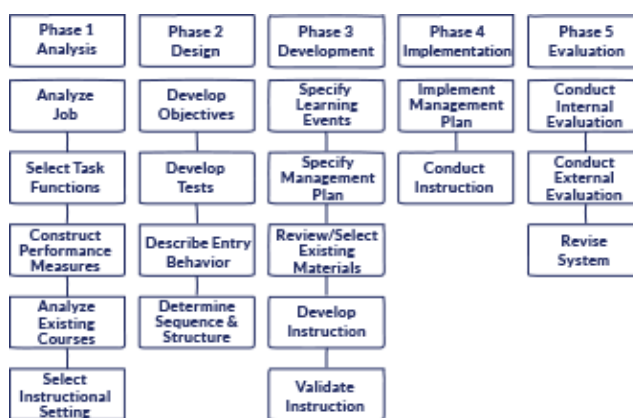 Phase 1
Analysis
Analyze
Job
Select Task
Functions
Construct
Performance
Measures
Analyze
Existing
Courses
Select
Instructional
Setting
Phase 2
Design
Develop
Objectives
Develop
Tests
Describe Entry
Behavior
Determine
Sequence &
Structure
Phase 3
Development
Specify
Learning
Events
Specify
Management
Plan
Review/Select
Existing
Materials
Develop
Instruction
Validate
Instruction
Phase 4
Implementation
Implement
Management
Plan
Conduct
Instruction
Phase 5
Evaluation
Conduct
Internal
Evaluation
Conduct
External
Evaluation
Revise
System